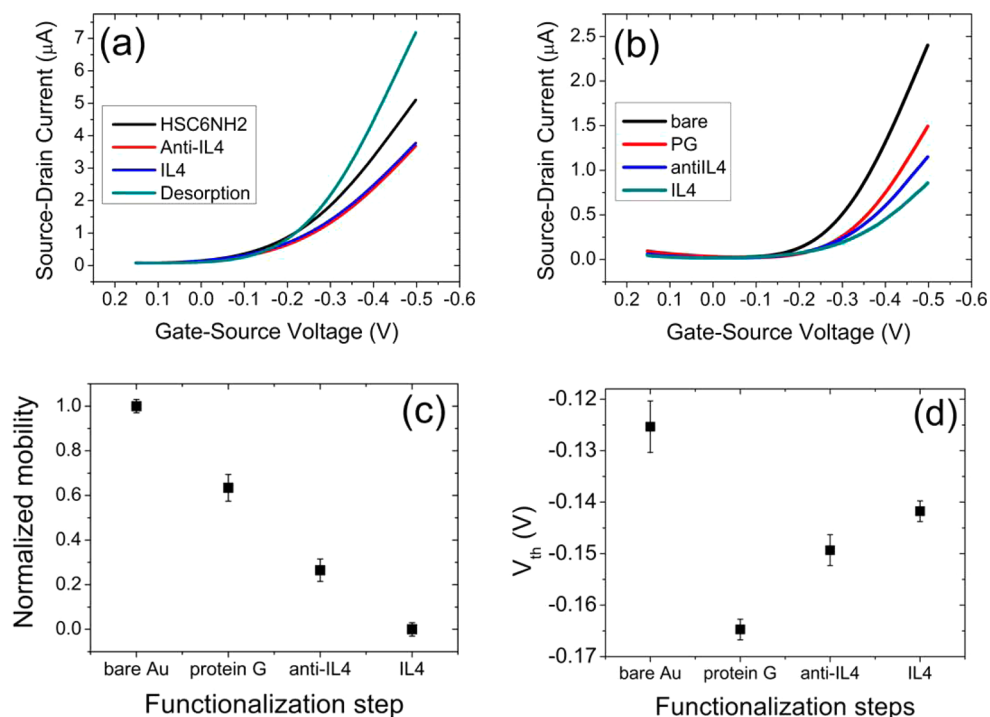 (a)
Source-Drain Current (µA)
7
6
5
4
3
2
1
0
HSC6NH2
Anti-IL4
IL4
Desorption
0.2 0.1 0.0 -0.1 -0.2 -0.3 -0.4 -0.5 -0.6
Gate-Source Voltage (V)
(b)
Source-Drain Current (µA)
2.5
2.0
1.5
1.0
0.5
0.0
bare
PG
antiIL4
IL4
0.2 0.1 0.0 -0.1 -0.2 -0.3 -0.4 -0.5 -0.6
Gate-Source Voltage (V)
(c)
Normalized mobility
1.0
0.8
0.6
0.4
0.2
0.0
bare Au protein G anti-IL4 IL4
Functionalization step
(d)
Vth (V)
-0.12
-0.13
-0.14
-0.15
-0.16
-0.17
bare Au protein G anti-IL4 IL4
Functionalization steps